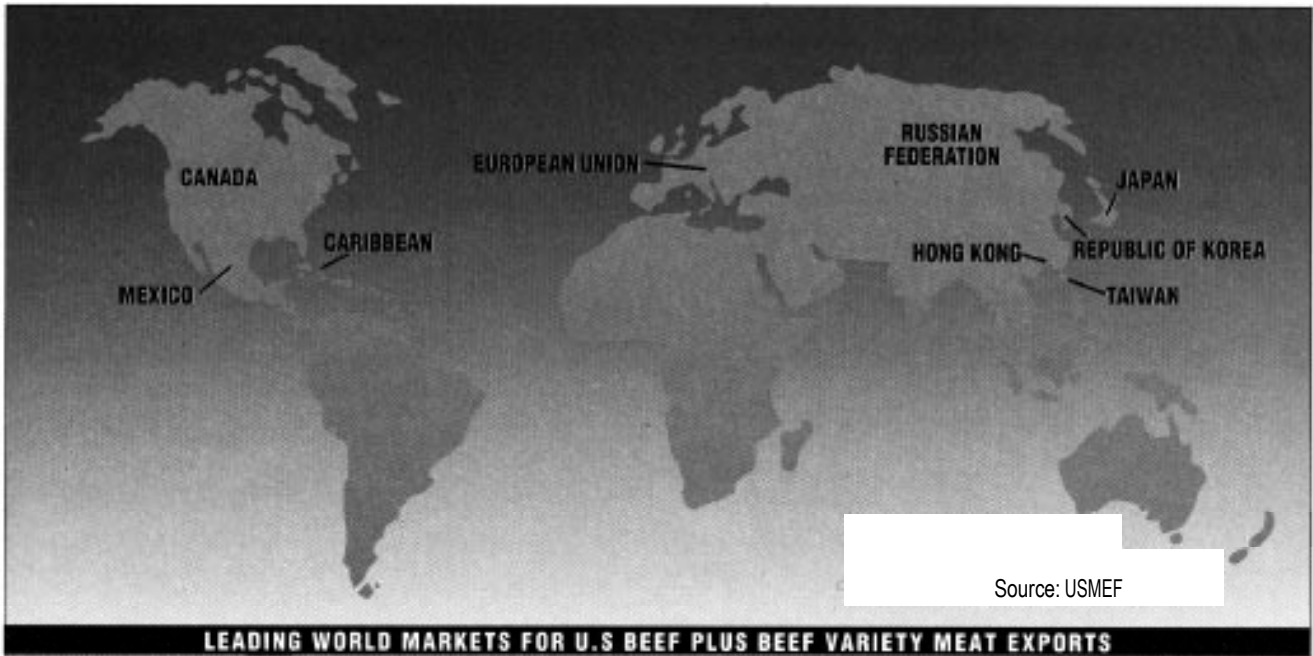 RUSSIAN
FEDERATION
EUROPEAN UNION
CANADA
JAPAN
CARIBBEAN
HONG KONG
REPUBLIC OF KOREA
MEXICO
TAIWAN
Source: USMEF
LEADING WORLD MARKETS FOR U.S BEEF PLUS BEEF VARIETY MEAT EXPORTS